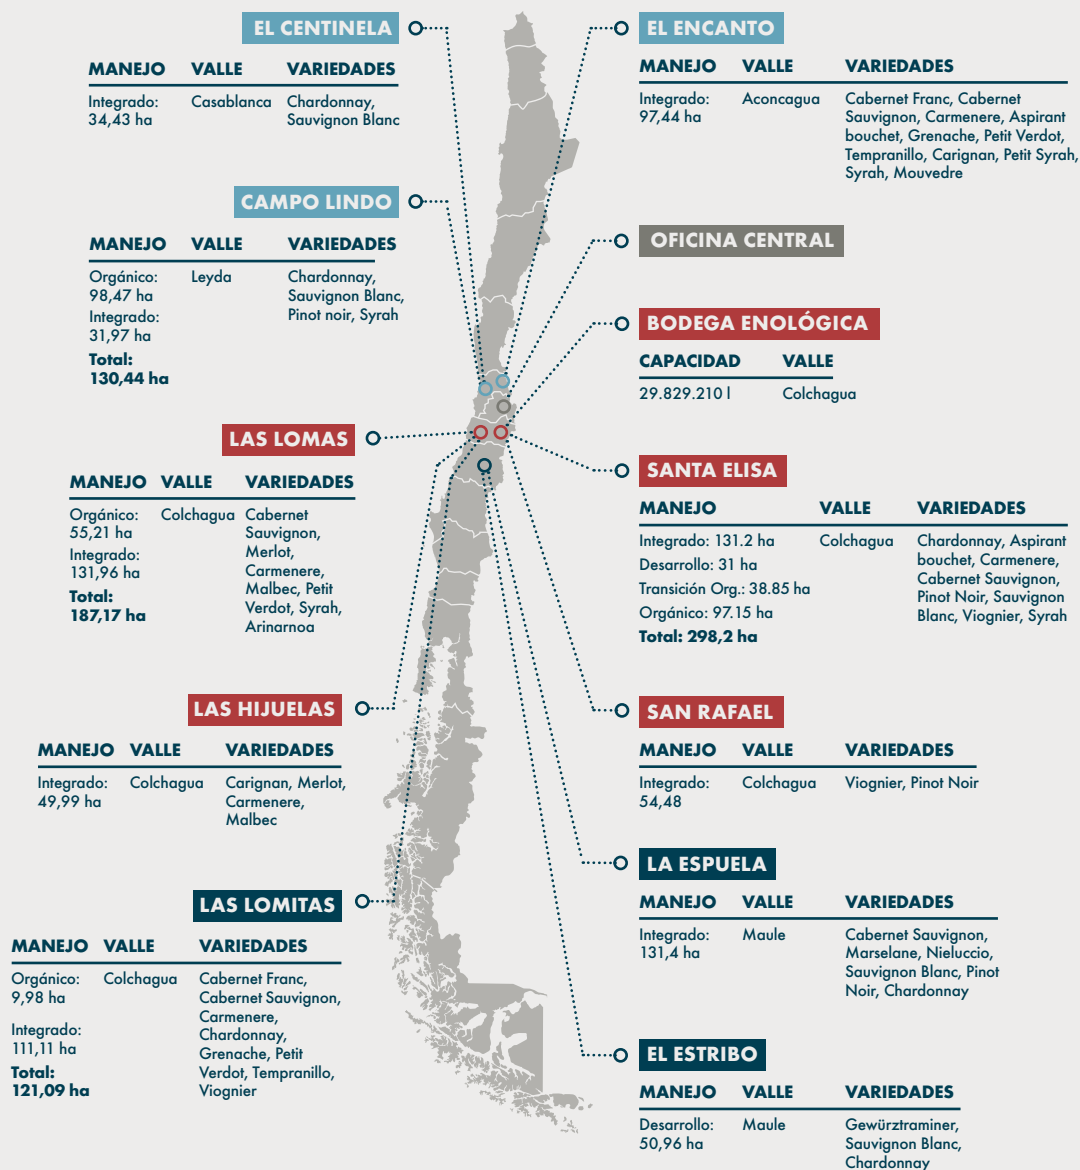 EL CENTINELA
MANEJO VALLE VARIEDADES
Integrado: Casablanca Chardonnay,
34,43 ha Sauvignon Blanc
CAMPO LINDO
MANEJO VALLE VARIEDADES
Orgánico: Leyda Chardonnay,
98,47 ha Sauvignon Blanc,
Integrado: Pinot noir, Syrah
31,97 ha
Total:
130,44 ha
LAS LOMAS
MANEJO VALLE VARIEDADES
Orgánico: Colchagua Cabernet
55,21 ha Sauvignon,
Integrado: Merlot,
131,96 ha Carmenere,
Total: Malbec, Petit
187,17 ha Verdot, Syrah,
Arinarnoa
LAS HIJUELAS
MANEJO VALLE VARIEDADES
Integrado: Colchagua Carignan, Merlot,
49,99 ha Carmenere,
Malbec
LAS LOMITAS
MANEJO VALLE VARIEDADES
Orgánico: Colchagua Cabernet Franc,
9,98 ha Cabernet Sauvignon,
Carmenere,
Integrado: Chardonnay,
111,11 ha Grenache, Petit
Total: Verdot, Tempranillo,
121,09 ha Viognier
EL ENCANTO
MANEJO VALLE VARIEDADES
Integrado: Aconcagua Cabernet Franc, Cabernet
97,44 ha Sauvignon, Carmenere, Aspirant
bouchet, Grenache, Petit Verdot,
Tempranillo, Carignan, Petit Syrah,
Syrah, Mouvedre
OFICINA CENTRAL
BODEGA ENOLÓGICA
CAPACIDAD VALLE
29.829.210 l Colchagua
SANTA ELISA
MANEJO VALLE VARIEDADES
Integrado: 131.2 ha Colchagua Chardonnay, Aspirant
Desarrollo: 31 ha bouchet, Carmenere,
Transición Org.: 38.85 ha Cabernet Sauvignon,
Orgánico: 97.15 ha Pinot Noir, Sauvignon
Total: 298,2 ha Blanc, Viognier, Syrah
SAN RAFAEL
MANEJO VALLE VARIEDADES
Integrado: Colchagua Viognier, Pinot Noir
54,48
LA ESPUELA
MANEJO VALLE VARIEDADES
Integrado: Maule Cabernet Sauvignon,
131,4 ha Marselane, Nieluccio,
Sauvignon Blanc, Pinot
Noir, Chardonnay
EL ESTRIBO
MANEJO VALLE VARIEDADES
Desarrollo: Maule Gewürztraminer,
50,96 ha Sauvignon Blanc,
Chardonnay